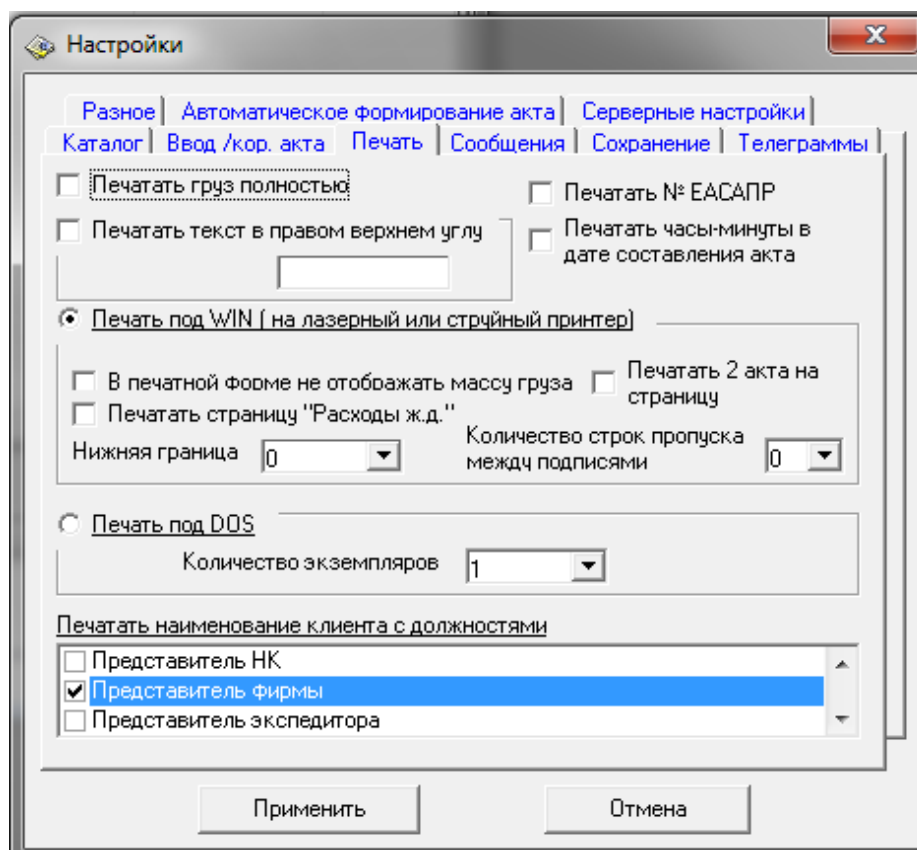 Настройки
Разное Автоматическое формирование акта Серверные настройки
Каталог Ввод /кор. акта Печать Сообщения Сохранение Телеграммы
Печатать груз полностью
Печатать № ЕАСАПР
Печатать текст в правом верхнем углу
Печатать часы-минуты в
дате составления акта
Печать под WIN ( на лазерный или струйный принтер)
В печатной форме не отображать массу груза
Печатать 2 акта на
страницу
Печатать страницу "Расходы ж.д."
Нижняя граница 0
Количество строк пропуска
между подписями 0
Печать под DOS
Количество экземпляров 1
Печатать наименование клиента с должностями
Представитель НК
Представитель фирмы
Представитель экспедитора
Применить Отмена